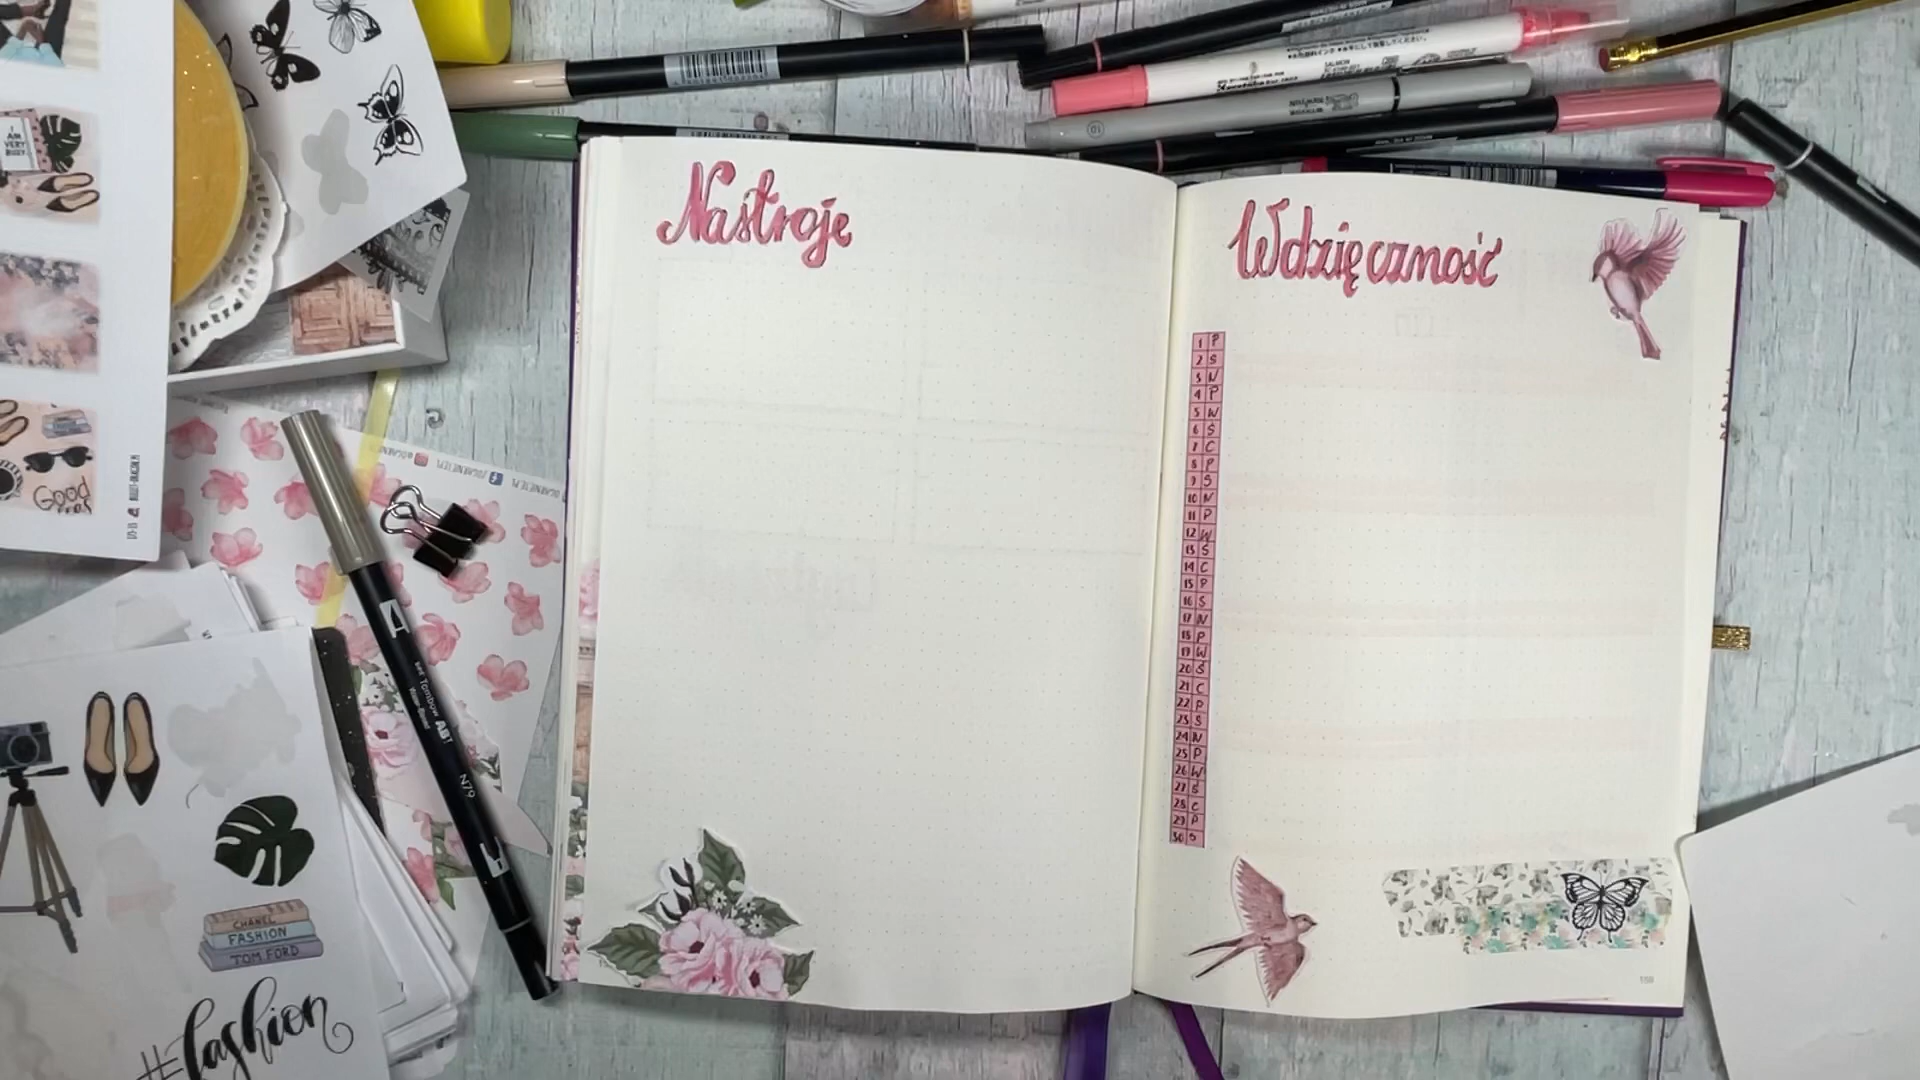 Nastroje
Wdzięczność
1 P
2 S
3 N
4 P
5 W
6 Ś
7 C
8 P
9 S
10 N
11 P
12 W
13 Ś
14 C
15 P
16 S
17 N
18 P
19 W
20 Ś
21 C
22 P
23 S
24 N
25 P
26 W
27 Ś
28 C
29 P
30 S
I AM VERY BUSY
Good
Tombow
ABT
N79
CHANEL
FASHION
TOM FORD
#fashion